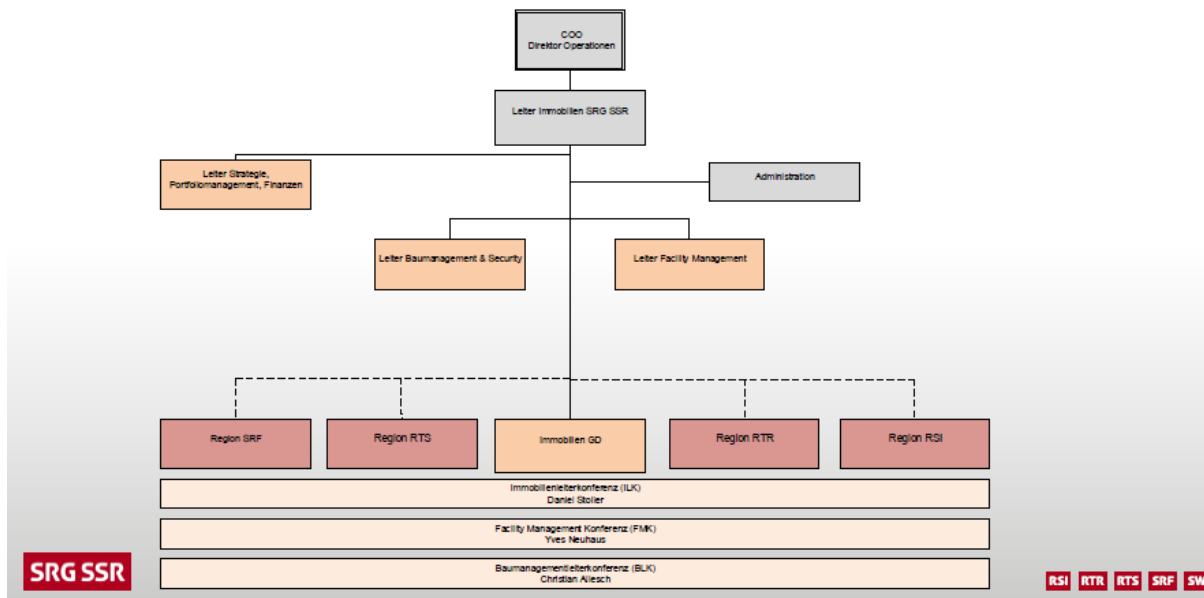 COO
Direktor Operationen
Leiter Immobilien SRG SSR
Leiter Strategie,
Portfoliomanagement, Finanzen
Administration
Leiter Baumanagement & Security
Leiter Facility Management
Region SRF
Region RTS
Immobilien GD
Region RTR
Region RSI
Immobilienleiterkonferenz (ILK)
Daniel Stoller
Facility Management Konferenz (FMK)
Yves Neuhaus
Baumanagementleiterkonferenz (BLK)
Christian Allesch
SRG SSR
RSI RTR RTS SRF SW